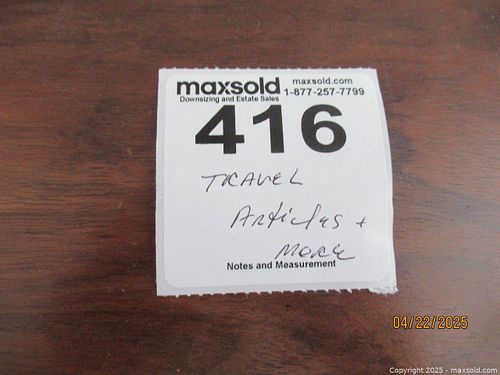 maxsold maxsold.com
Downsizing and Estate Sales 1-877-257-7799
416
TRAVEL
Articles +
MORE
Notes and Measurement
04/22/2025
Copyright 2025 - maxsold.com